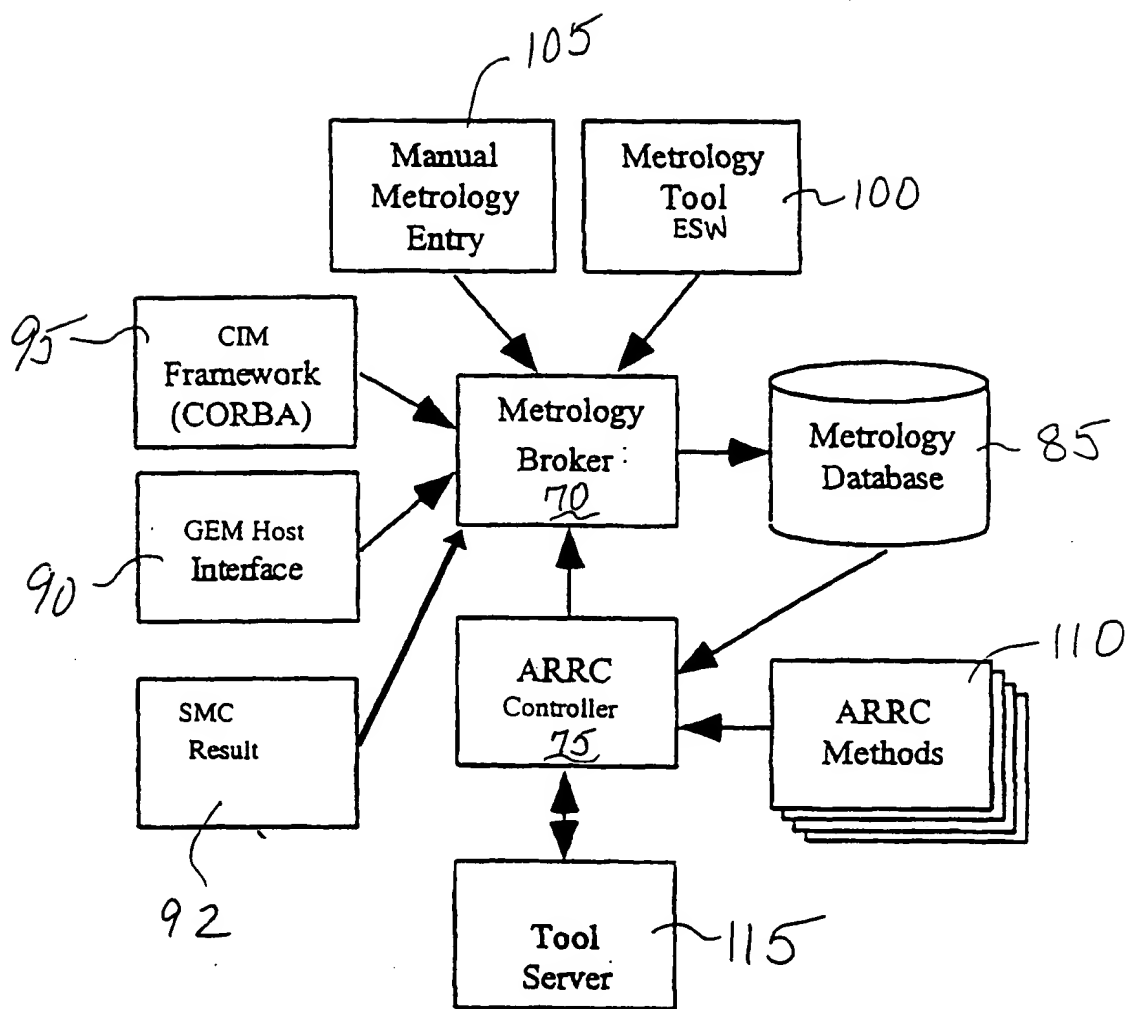 105
Manual
Metrology
Entry
Metrology
Tool
ESW
100
95
CIM
Framework
(CORBA)
Metrology
Broker :
70
Metrology
Database
85
GEM Host
Interface
90
ARRC
Controller
75
110
ARRC
Methods
SMC
Result
92
Tool
Server
115